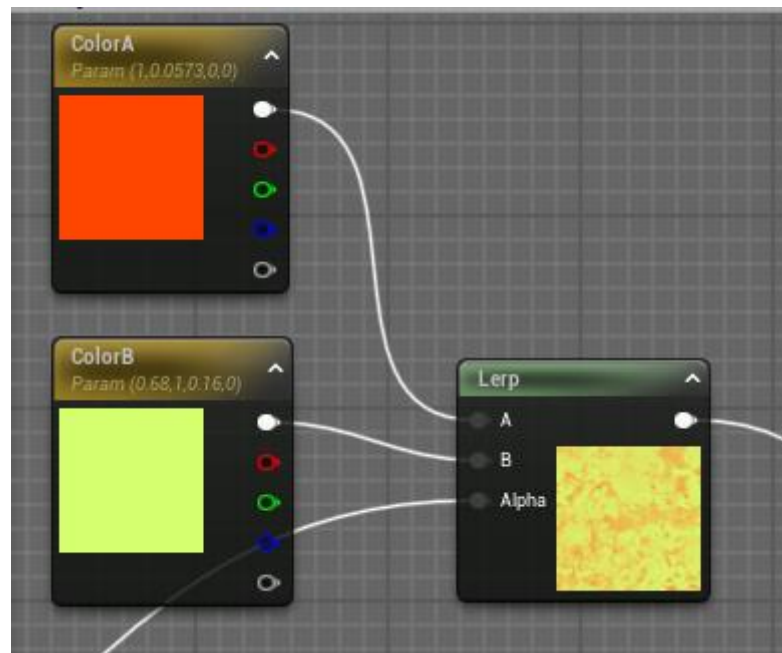 ColorA
Param (1,0.0573,0,0)
ColorB
Param (0.68,1,0.16,0)
Lerp
A
B
Alpha